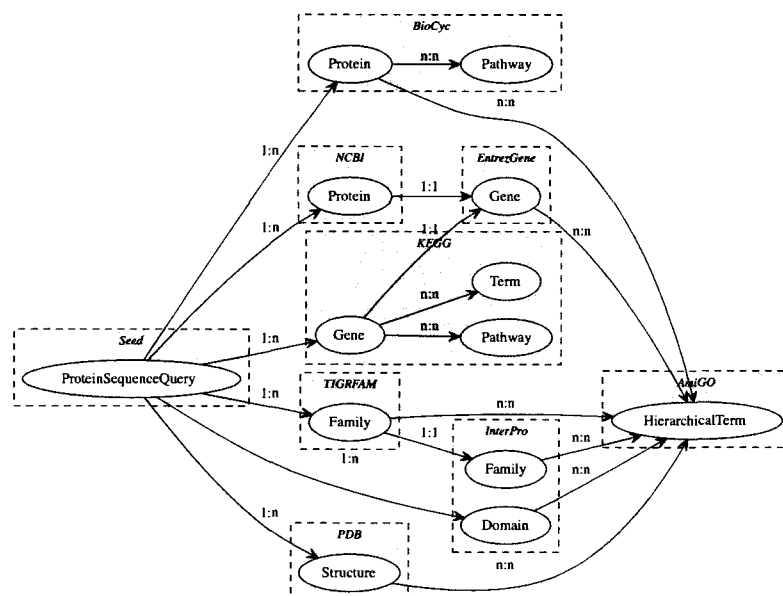 BioCyc
Protein
n:n
Pathway
n:n
1:n
NCBI
EntrezGene
Protein
1:1
Gene
1:n
1:1
n:n
KEGG
Term
n:n
Seed
1:n
Gene
n:n
Pathway
ProteinSequenceQuery
1:n
TIGRFAM
AmiGO
n:n
Family
HierarchicalTerm
1:1
InterPro
n:n
1:n
Family
n:n
1:n
Domain
PDB
n:n
Structure